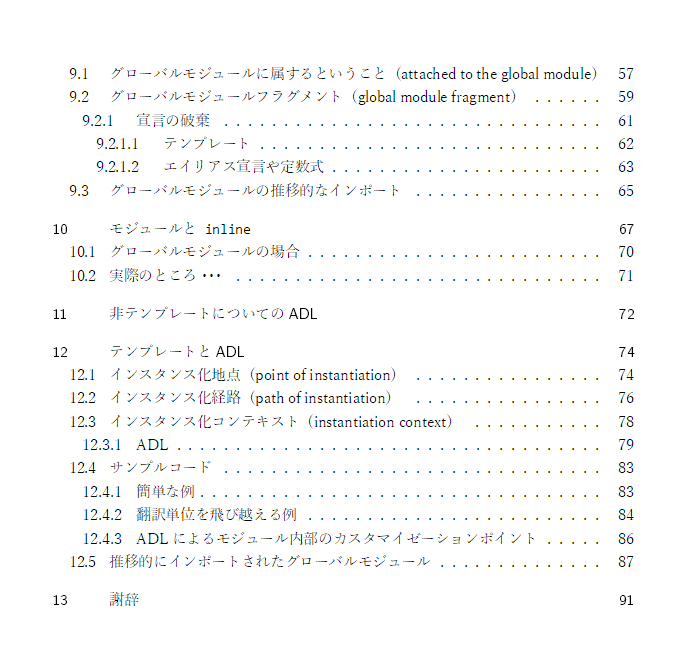 9.1 グローバルモジュールに属するということ（attached to the global module） 57
9.2 グローバルモジュールフラグメント（global module fragment） . . . . . . 59
9.2.1 宣言の破棄 . . . . . . . . . . . . . . . . . . . . . . . . . . . . 61
9.2.1.1 テンプレート . . . . . . . . . . . . . . . . . . . . . . . . . 62
9.2.1.2 エイリアス宣言や定数式 . . . . . . . . . . . . . . . . . . . . 63
9.3 グローバルモジュールの推移的なインポート . . . . . . . . . . . . . . 65
10 モジュールと inline 67
10.1 グローバルモジュールの場合 . . . . . . . . . . . . . . . . . . . . . 70
10.2 実際のところ・・・ . . . . . . . . . . . . . . . . . . . . . . . . . . 71
11 非テンプレートについての ADL 72
12 テンプレートと ADL 74
12.1 インスタンス化地点（point of instantiation） . . . . . . . . . . . . . . 74
12.2 インスタンス化経路（path of instantiation） . . . . . . . . . . . . . . 76
12.3 インスタンス化コンテキスト（instantiation context） . . . . . . . . . . 78
12.3.1 ADL . . . . . . . . . . . . . . . . . . . . . . . . . . . . . . . 79
12.4 サンプルコード . . . . . . . . . . . . . . . . . . . . . . . . . . . . 83
12.4.1 簡単な例 . . . . . . . . . . . . . . . . . . . . . . . . . . . . . 83
12.4.2 翻訳単位を飛び越える例 . . . . . . . . . . . . . . . . . . . . . 84
12.4.3 ADL によるモジュール内部のカスタマイゼーションポイント . . . . . 86
12.5 推移的にインポートされたグローバルモジュール . . . . . . . . . . . . 87
13 謝辞 91